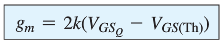 g_m = 2k(V_{GS_Q} - V_{GS(Th)})